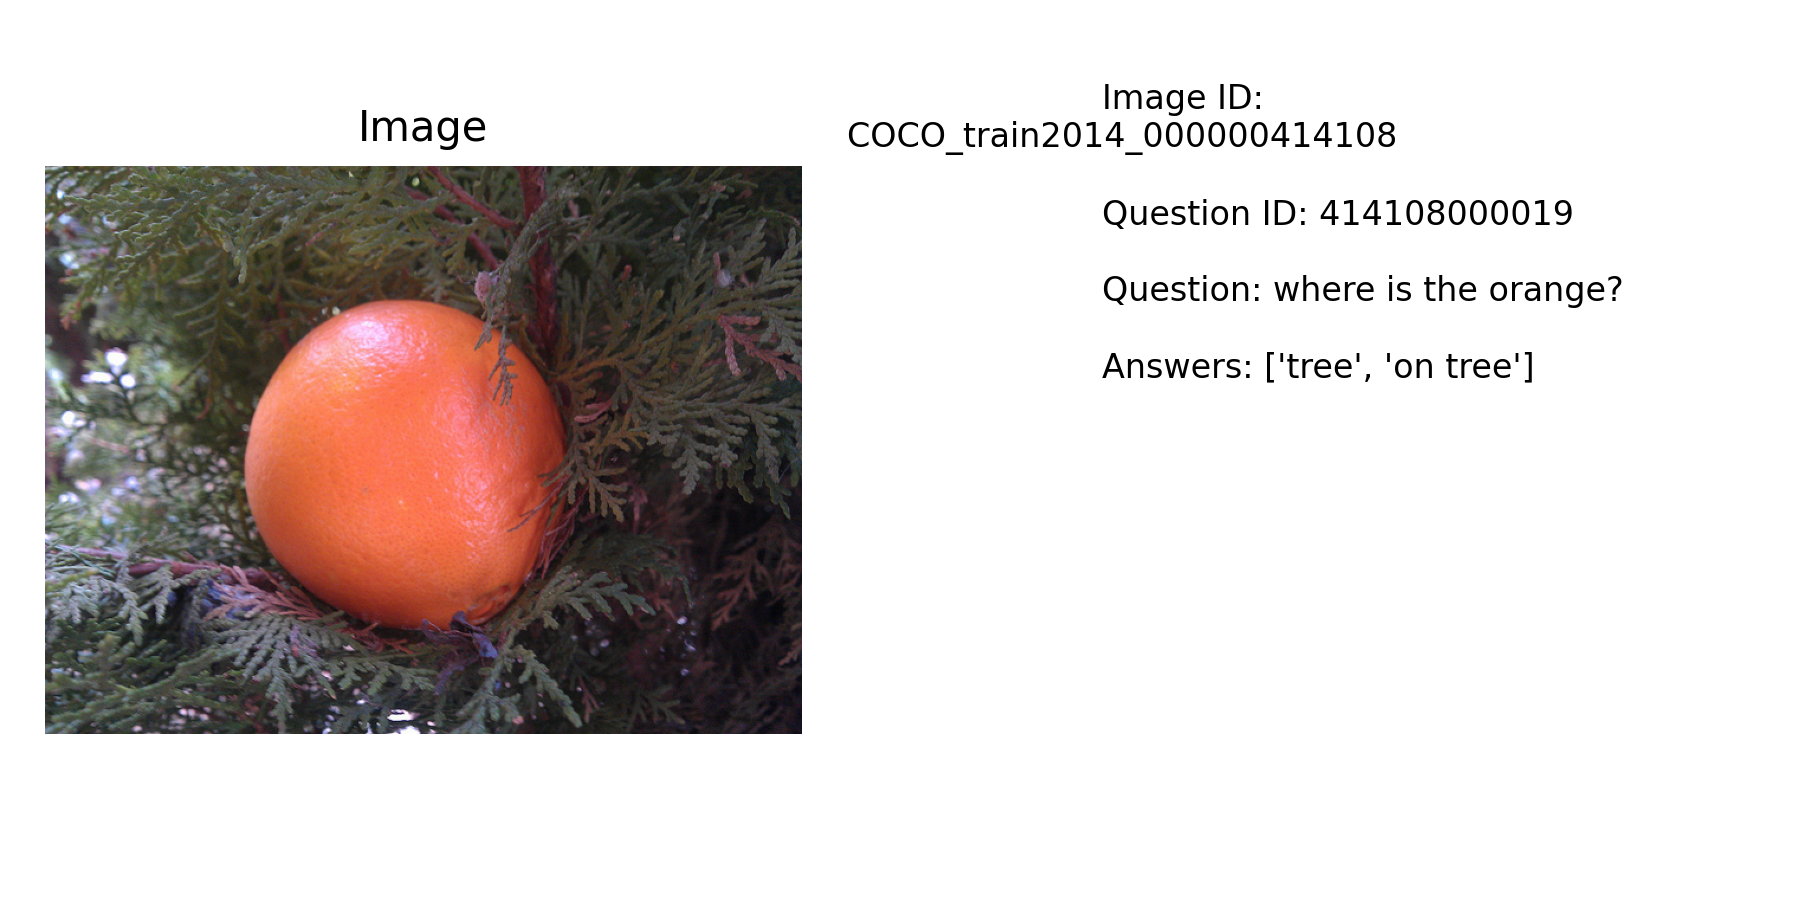 Image
Image ID:
COCO_train2014_000000414108
Question ID: 414108000019
Question: where is the orange?
Answers: ['tree', 'on tree']